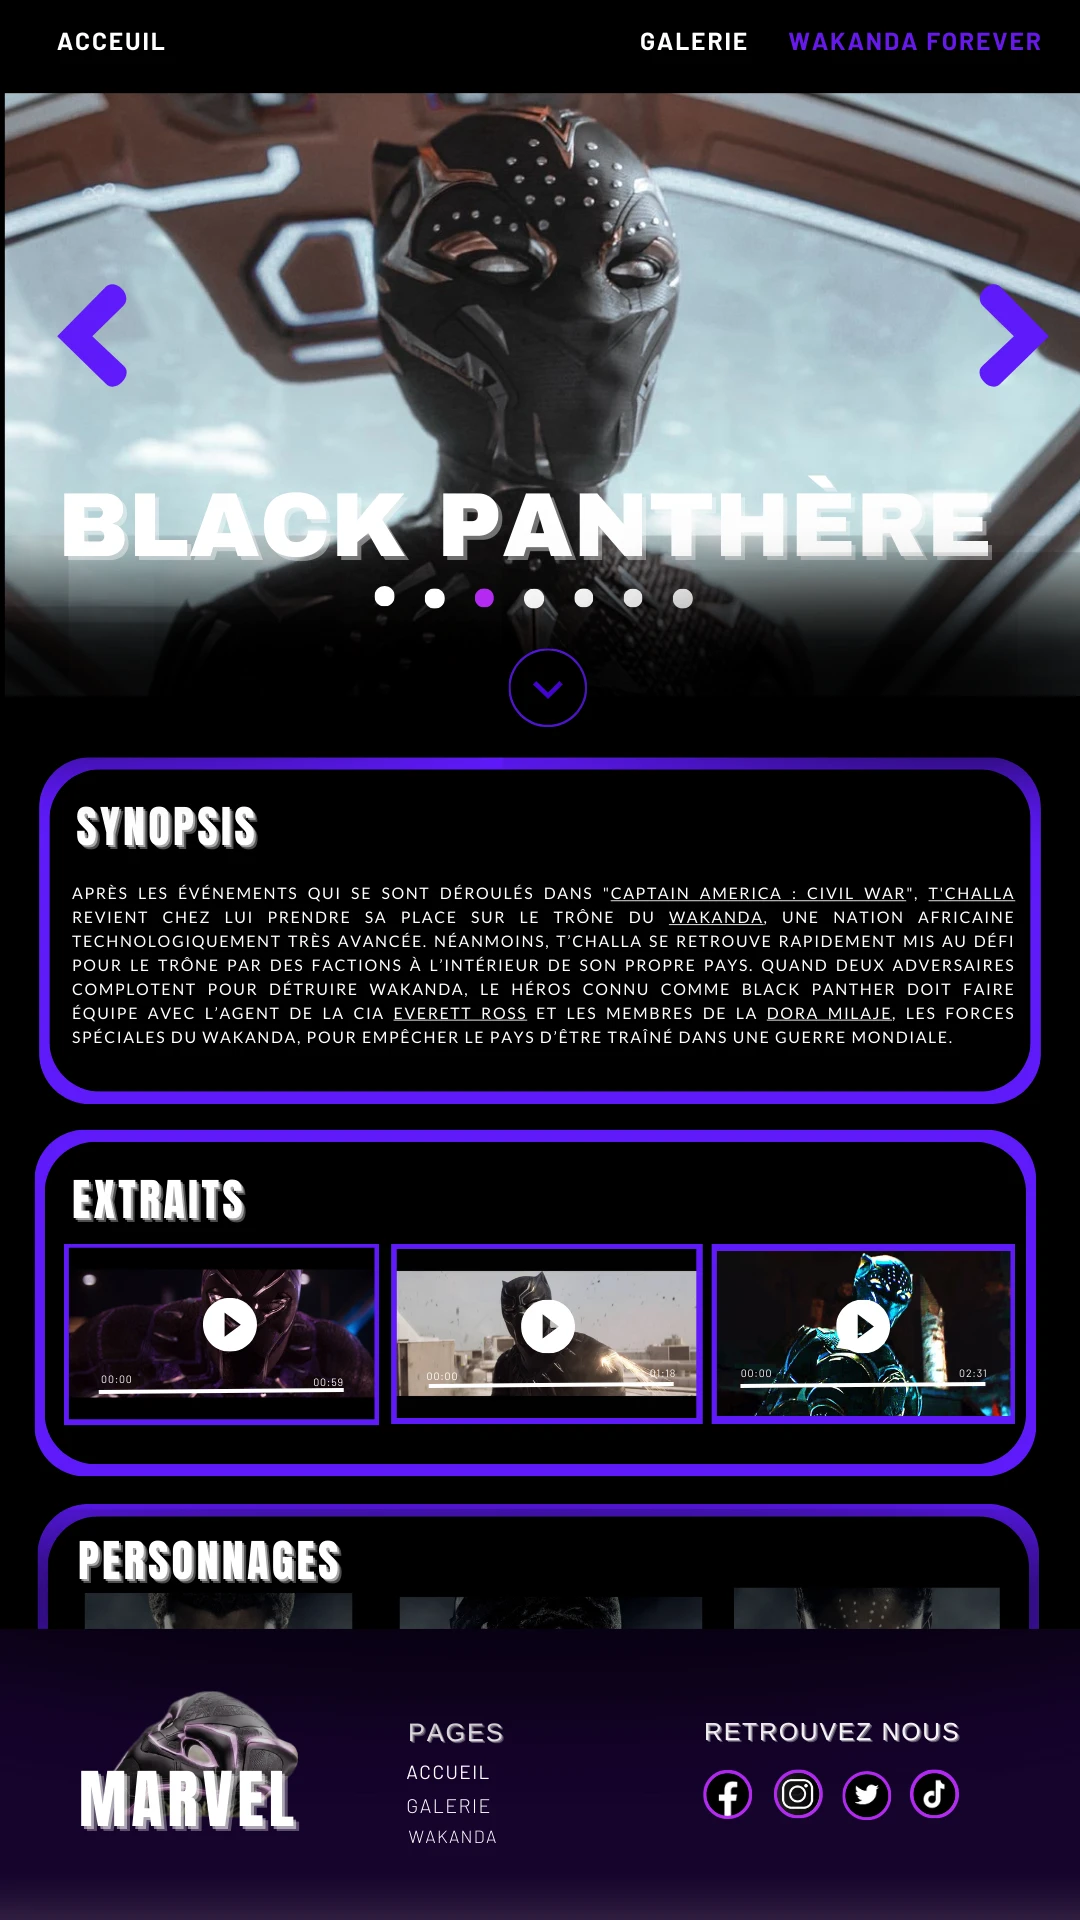 ACCEUIL
GALERIE
WAKANDA FOREVER
BLACK PANTHÈRE
SYNOPSIS
APRÈS LES ÉVÉNEMENTS QUI SE SONT DÉROULÉS DANS "CAPTAIN AMERICA : CIVIL WAR", T'CHALLA
REVIENT CHEZ LUI PRENDRE SA PLACE SUR LE TRÔNE DU WAKANDA, UNE NATION AFRICAINE
TECHNOLOGIQUEMENT TRÈS AVANCÉE. NÉANMOINS, T’CHALLA SE RETROUVE RAPIDEMENT MIS AU DÉFI
POUR LE TRÔNE PAR DES FACTIONS À L’INTÉRIEUR DE SON PROPRE PAYS. QUAND DEUX ADVERSAIRES
COMPLOTENT POUR DÉTRUIRE WAKANDA, LE HÉROS CONNU COMME BLACK PANTHER DOIT FAIRE
ÉQUIPE AVEC L’AGENT DE LA CIA EVERETT ROSS ET LES MEMBRES DE LA DORA MILAJE, LES FORCES
SPÉCIALES DU WAKANDA, POUR EMPÊCHER LE PAYS D’ÊTRE TRAÎNÉ DANS UNE GUERRE MONDIALE.
EXTRAITS
00:00
00:59
00:00
01:18
00:00
02:31
PERSONNAGES
MARVEL
PAGES
ACCUEIL
GALERIE
WAKANDA
RETROUVEZ NOUS